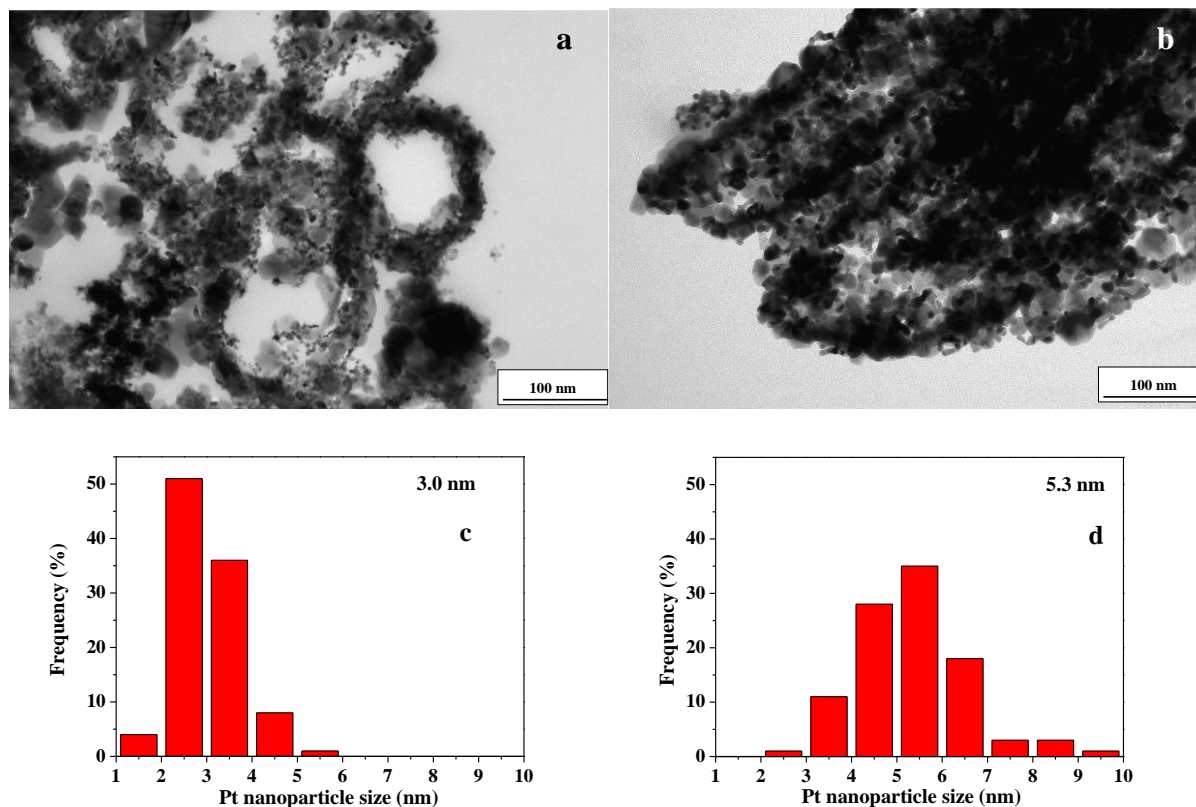 a
b
100 nm
100 nm
3.0 nm
c
50
40
30
20
10
0
Frequency (%)
1 2 3 4 5 6 7 8 9 10
Pt nanoparticle size (nm)
5.3 nm
d
50
40
30
20
10
0
Frequency (%)
1 2 3 4 5 6 7 8 9 10
Pt nanoparticle size (nm)